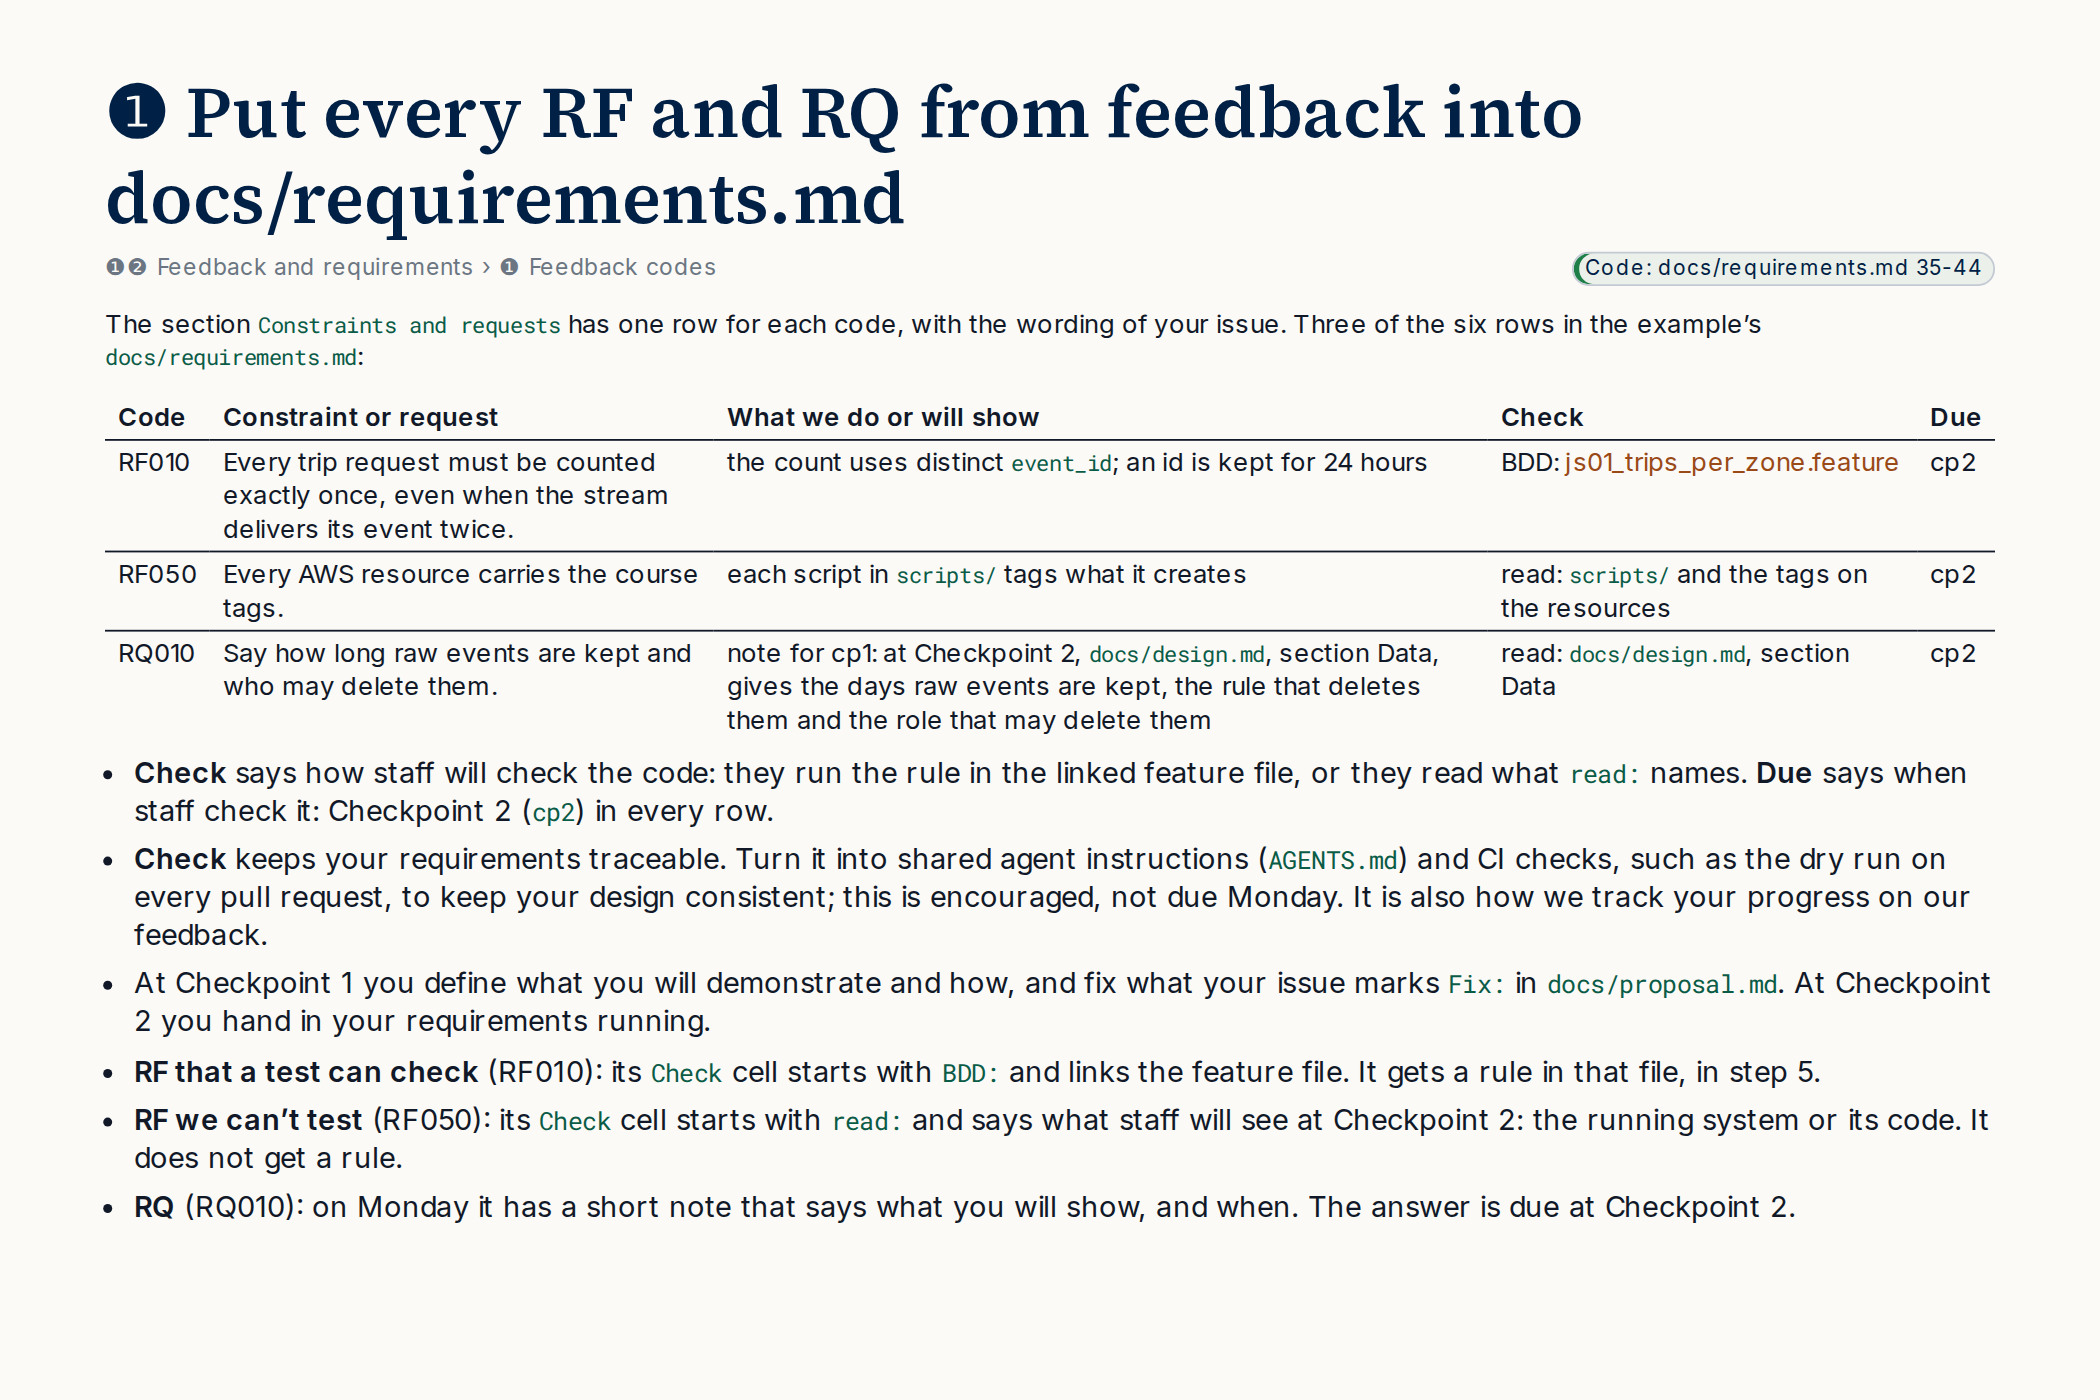 ❶ Put every RF and RQ from feedback into
docs/requirements.md
❶❷ Feedback and requirements › ❶ Feedback codes
Code: docs/requirements.md 35-44
The section Constraints and requests has one row for each code, with the wording of your issue. Three of the six rows in the example’s
docs/requirements.md:
Code Constraint or request What we do or will show Check Due
RF010 Every trip request must be counted the count uses distinct event_id; an id is kept for 24 hours BDD: js01_trips_per_zone.feature cp2
exactly once, even when the stream
delivers its event twice.
RF050 Every AWS resource carries the course each script in scripts/ tags what it creates read: scripts/ and the tags on cp2
tags. the resources
RQ010 Say how long raw events are kept and note for cp1: at Checkpoint 2, docs/design.md, section Data, read: docs/design.md, section cp2
who may delete them. gives the days raw events are kept, the rule that deletes Data
them and the role that may delete them
• Check says how staff will check the code: they run the rule in the linked feature file, or they read what read: names. Due says when
staff check it: Checkpoint 2 (cp2) in every row.
• Check keeps your requirements traceable. Turn it into shared agent instructions (AGENTS.md) and CI checks, such as the dry run on
every pull request, to keep your design consistent; this is encouraged, not due Monday. It is also how we track your progress on our
feedback.
• At Checkpoint 1 you define what you will demonstrate and how, and fix what your issue marks Fix: in docs/proposal.md. At Checkpoint
2 you hand in your requirements running.
• RF that a test can check (RF010): its Check cell starts with BDD: and links the feature file. It gets a rule in that file, in step 5.
• RF we can’t test (RF050): its Check cell starts with read: and says what staff will see at Checkpoint 2: the running system or its code. It
does not get a rule.
• RQ (RQ010): on Monday it has a short note that says what you will show, and when. The answer is due at Checkpoint 2.